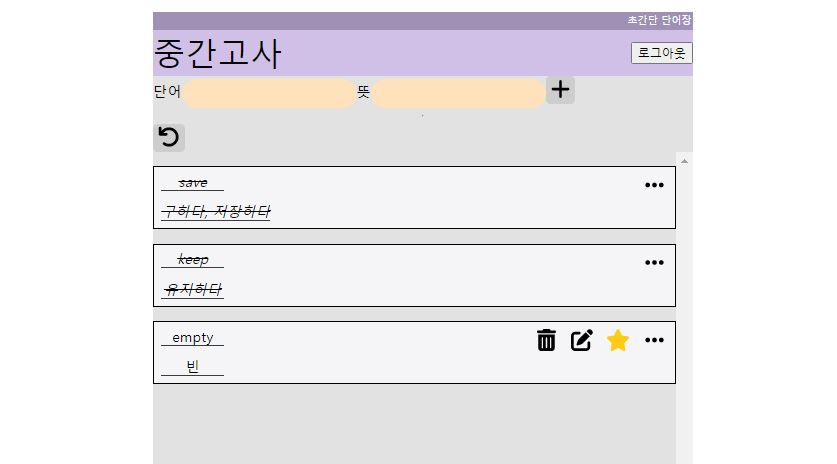 초간단 단어장
중간고사
로그아웃
단어 뜻
save
구하다, 저장하다
keep
유지하다
empty
빈